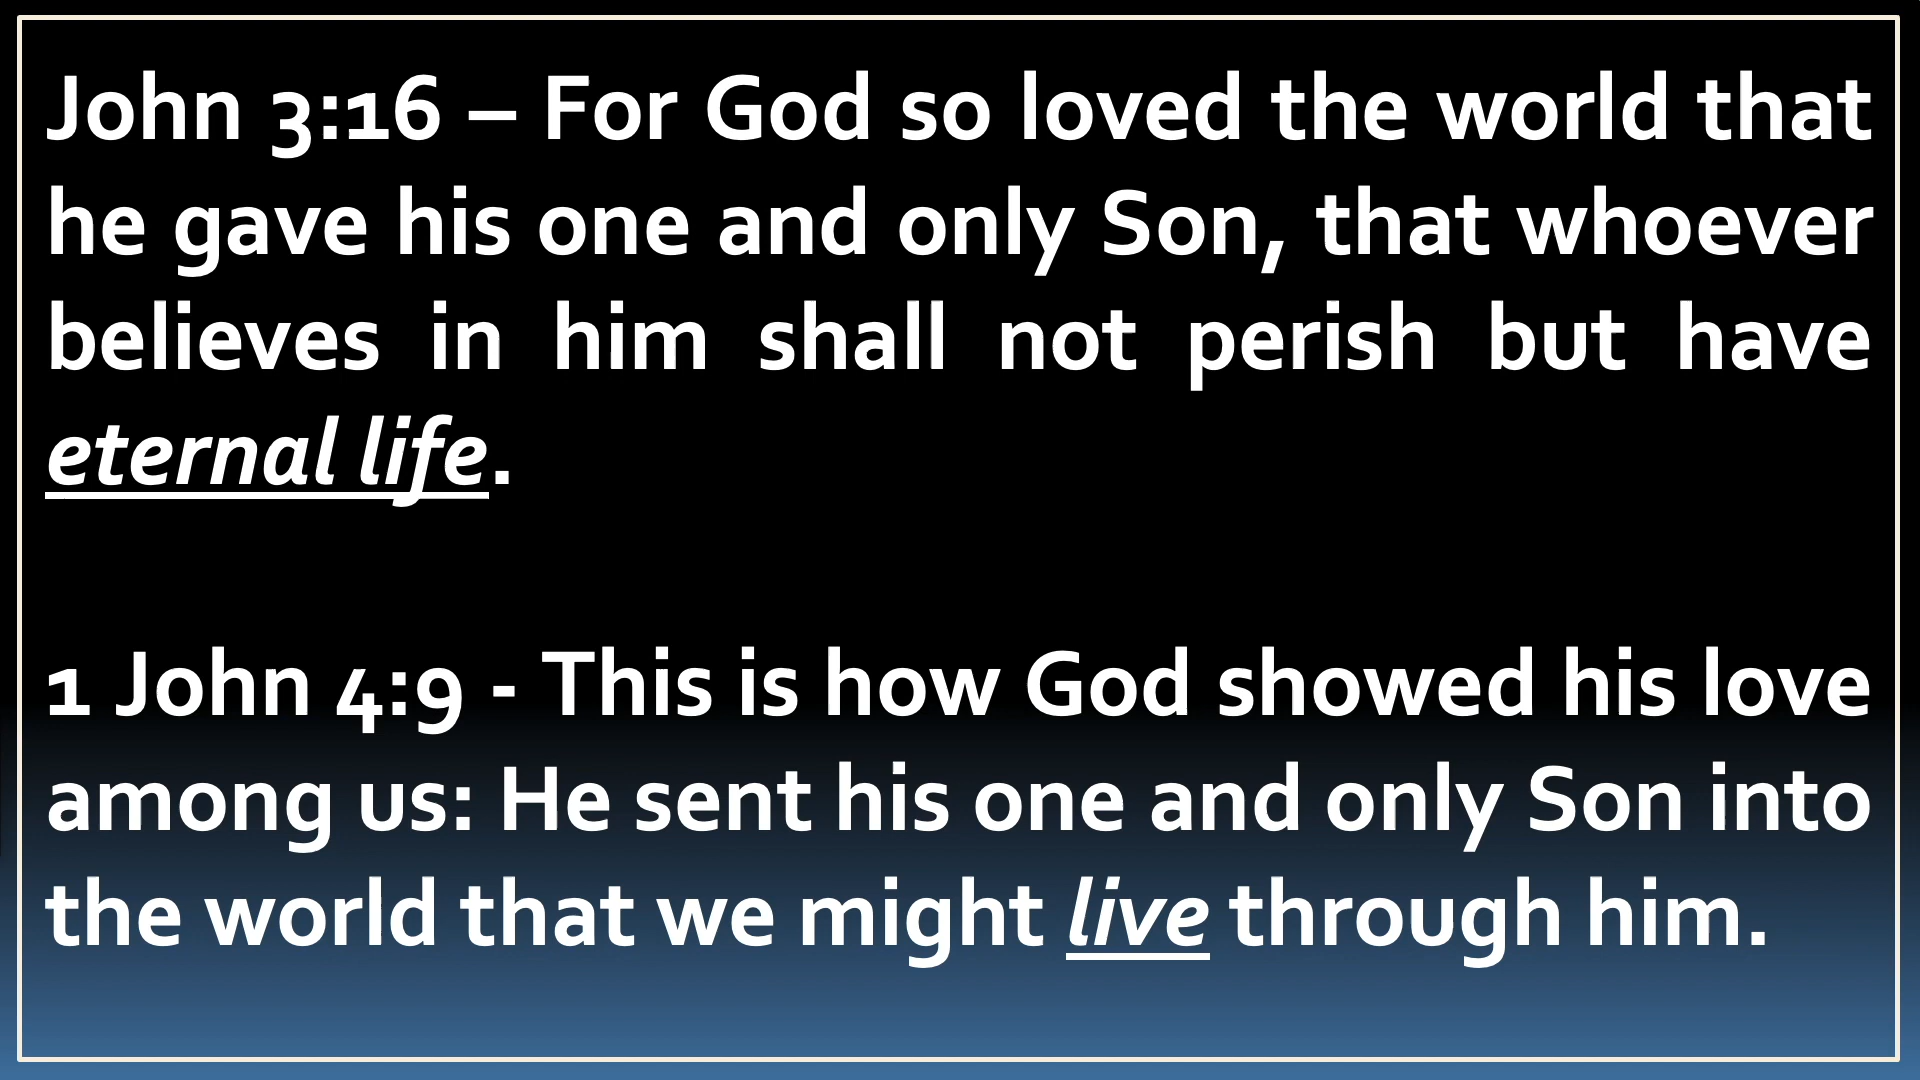 John 3:16 – For God so loved the world that
he gave his one and only Son, that whoever
believes in him shall not perish but have
eternal life.
1 John 4:9 - This is how God showed his love
among us: He sent his one and only Son into
the world that we might live through him.